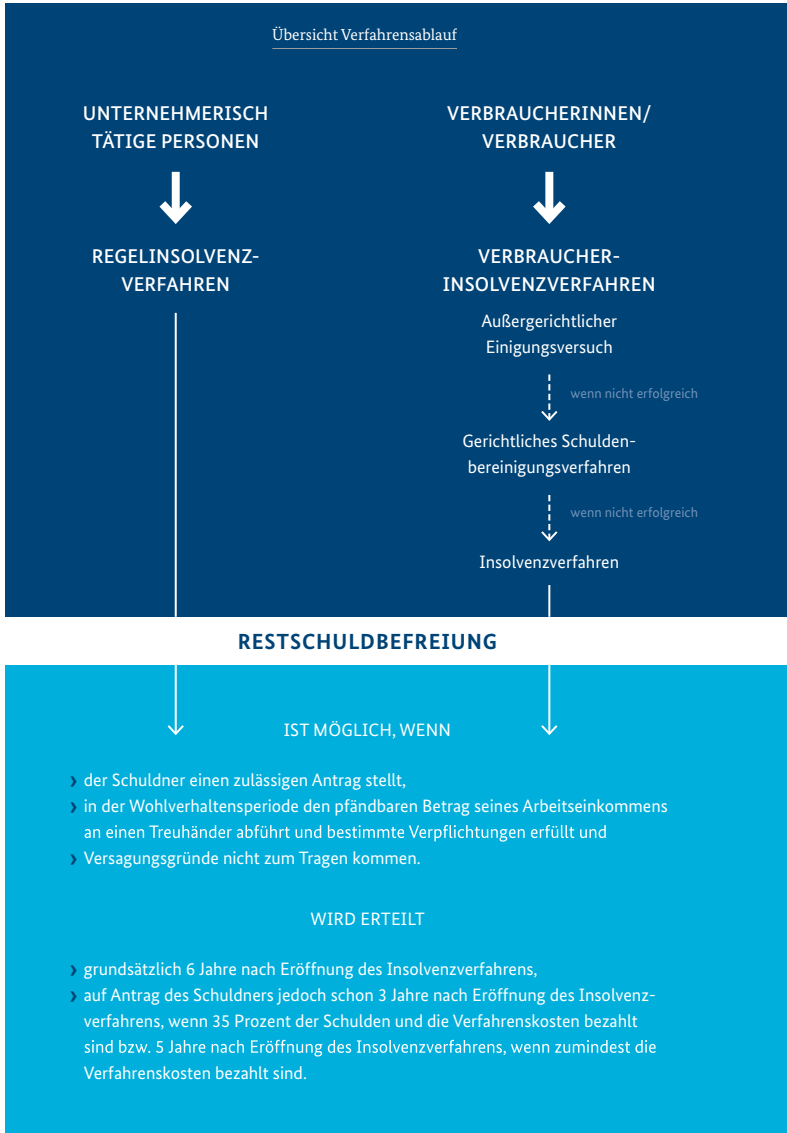 Übersicht Verfahrensablauf
UNTERNEHMERISCH
TÄTIGE PERSONEN
REGELINSOLVENZ-
VERFAHREN
VERBRAUCHERINNEN/
VERBRAUCHER
VERBRAUCHER-
INSOLVENZVERFAHREN
Außergerichtlicher
Einigungsversuch
wenn nicht erfolgreich
Gerichtliches Schulden-
bereinigungsverfahren
wenn nicht erfolgreich
Insolvenzverfahren
RESTSCHULDBEFREIUNG
IST MÖGLICH, WENN
› der Schuldner einen zulässigen Antrag stellt,
› in der Wohlverhaltensperiode den pfändbaren Betrag seines Arbeitseinkommens
an einen Treuhänder abführt und bestimmte Verpflichtungen erfüllt und
› Versagungsgründe nicht zum Tragen kommen.
WIRD ERTEILT
› grundsätzlich 6 Jahre nach Eröffnung des Insolvenzverfahrens,
› auf Antrag des Schuldners jedoch schon 3 Jahre nach Eröffnung des Insolvenz-
verfahrens, wenn 35 Prozent der Schulden und die Verfahrenskosten bezahlt
sind bzw. 5 Jahre nach Eröffnung des Insolvenzverfahrens, wenn zumindest die
Verfahrenskosten bezahlt sind.